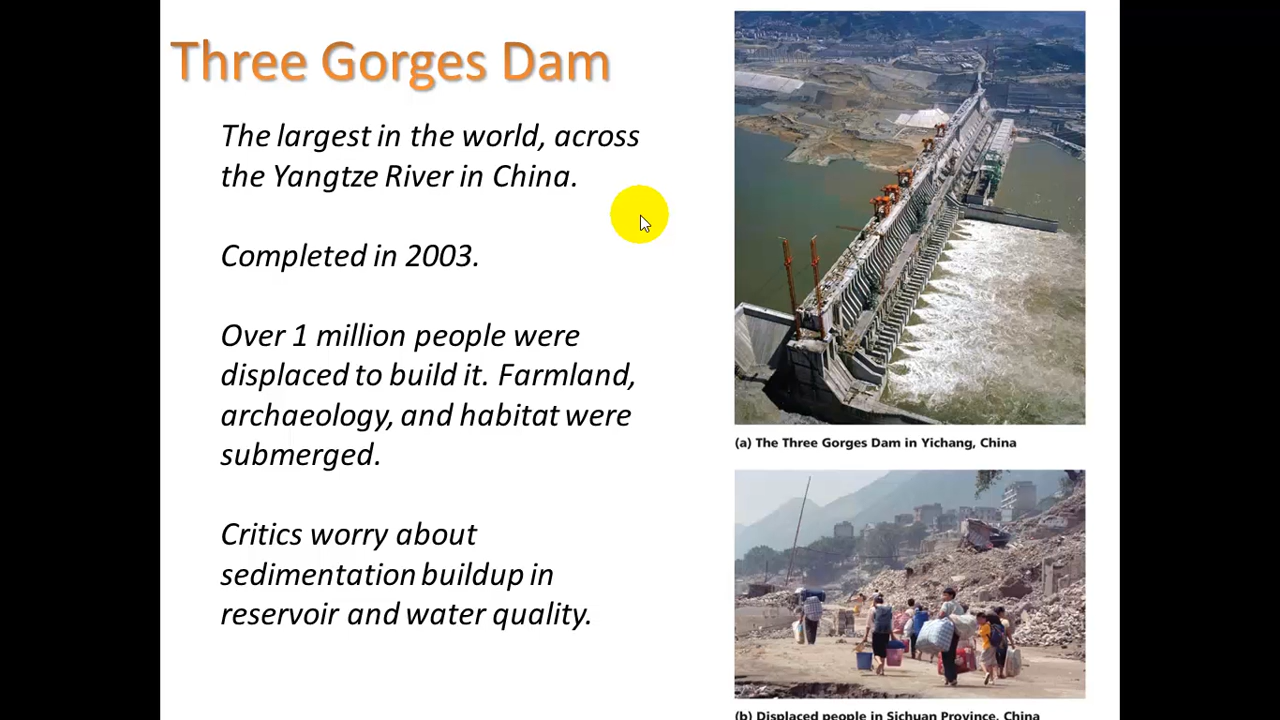 Three Gorges Dam
The largest in the world, across
the Yangtze River in China.
Completed in 2003.
Over 1 million people were
displaced to build it. Farmland,
archaeology, and habitat were
submerged.
Critics worry about
sedimentation buildup in
reservoir and water quality.
(a) The Three Gorges Dam in Yichang, China
(b) Displaced people in Sichuan Province, China